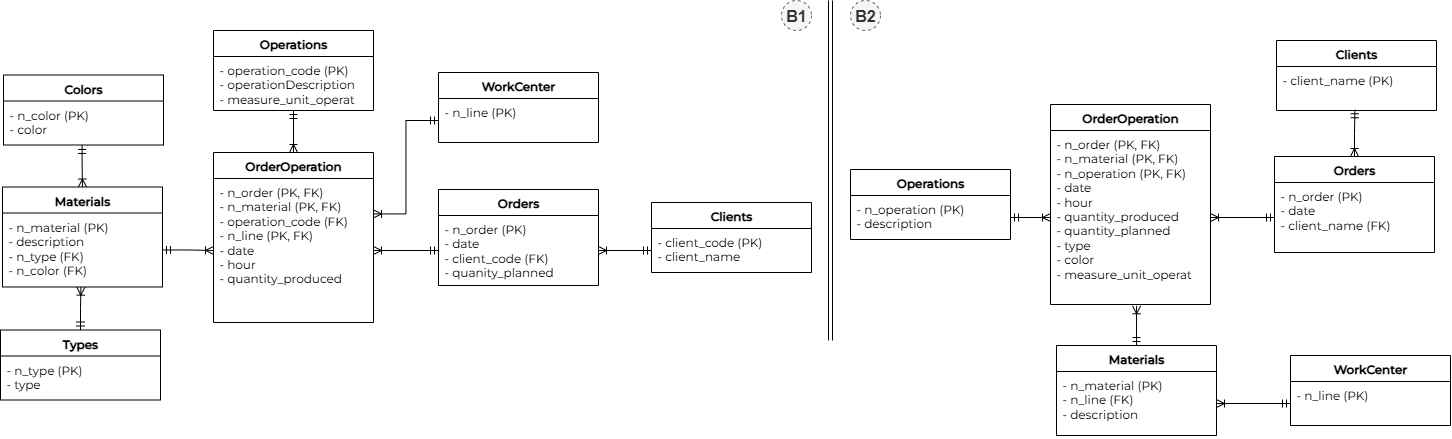 B1
Operations
- operation_code (PK)
- operationDescription
- measure_unit_operat
Colors
- n_color (PK)
- color
WorkCenter
- n_line (PK)
OrderOperation
- n_order (PK, FK)
- n_material (PK, FK)
- operation_code (FK)
- n_line (PK, FK)
- date
- hour
- quantity_produced
Materials
- n_material (PK)
- description
- n_type (FK)
- n_color (FK)
Orders
- n_order (PK)
- date
- client_code (FK)
- quanity_planned
Clients
- client_code (PK)
- client_name
Types
- n_type (PK)
- type
B2
Clients
- client_name (PK)
OrderOperation
- n_order (PK, FK)
- n_material (PK, FK)
- n_operation (PK, FK)
- date
- hour
- quantity_produced
- quantity_planned
- type
- color
- measure_unit_operat
Operations
- n_operation (PK)
- description
Orders
- n_order (PK)
- date
- client_name (FK)
Materials
- n_material (PK)
- n_line (FK)
- description
WorkCenter
- n_line (PK)